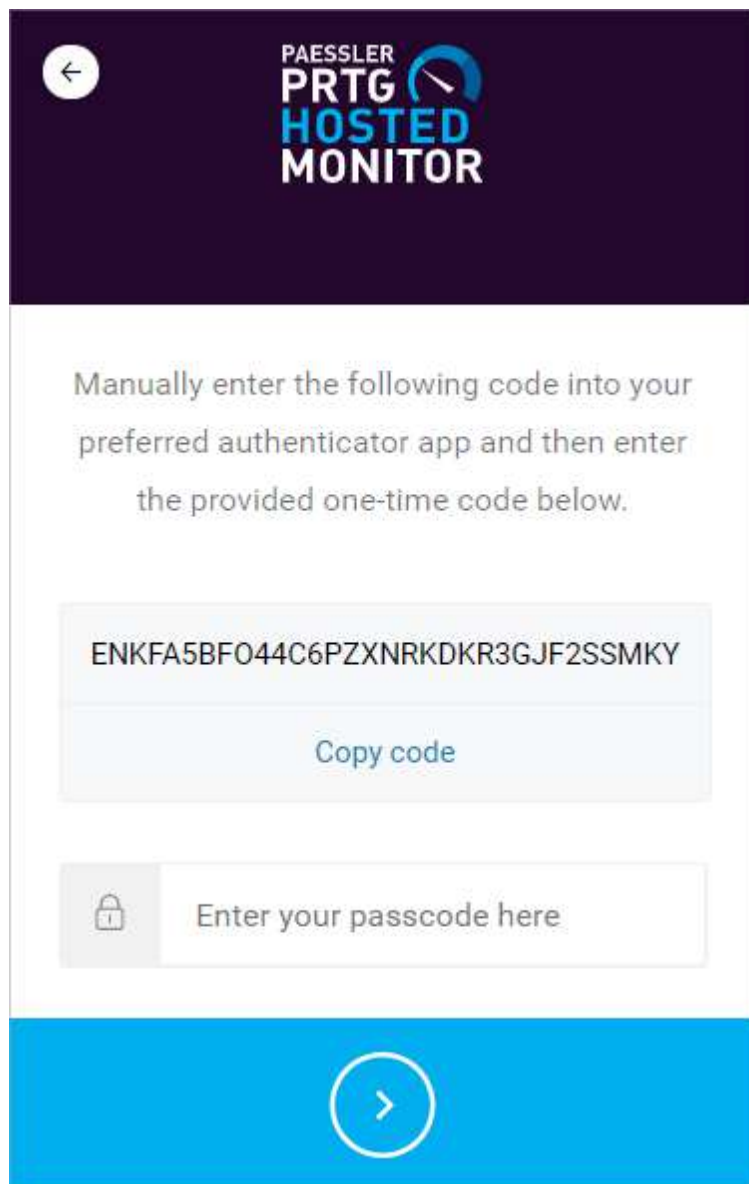 PAESSLER
PRTG
HOSTED
MONITOR
Manually enter the following code into your
preferred authenticator app and then enter
the provided one-time code below.
ENKFA5BFO44C6PZXNRKDKR3GJF2SSMKY
Copy code
Enter your passcode here